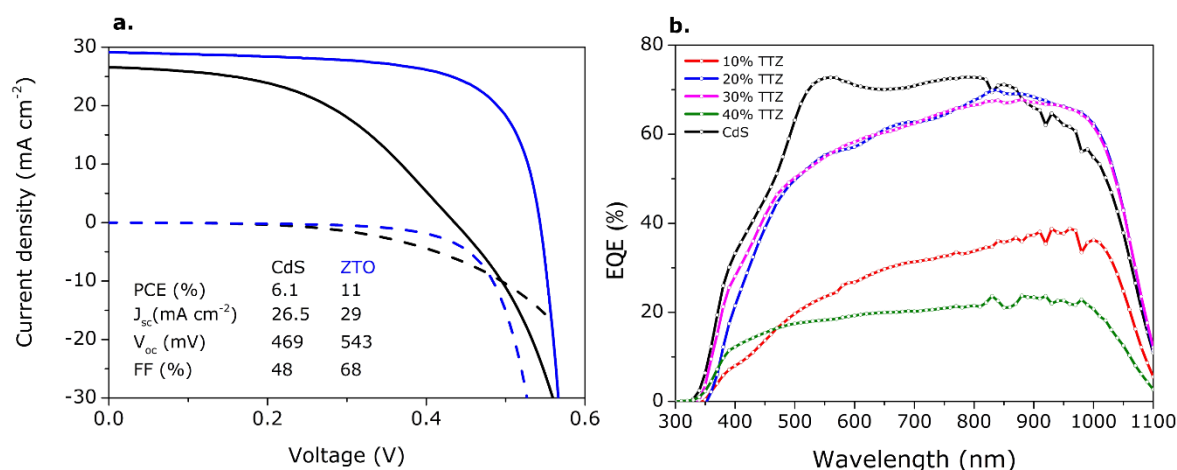 a.
30
20
10
0
-10
-20
-30
Current density (mA cm-2)
CdS ZTO
PCE (%) 6.1 11
Jsc(mA cm-2) 26.5 29
Voc (mV) 469 543
FF (%) 48 68
0.0 0.2 0.4 0.6
Voltage (V)
b.
80
60
40
20
0
EQE (%)
10% TTZ
20% TTZ
30% TTZ
40% TTZ
CdS
300 400 500 600 700 800 900 1000 1100
Wavelength (nm)